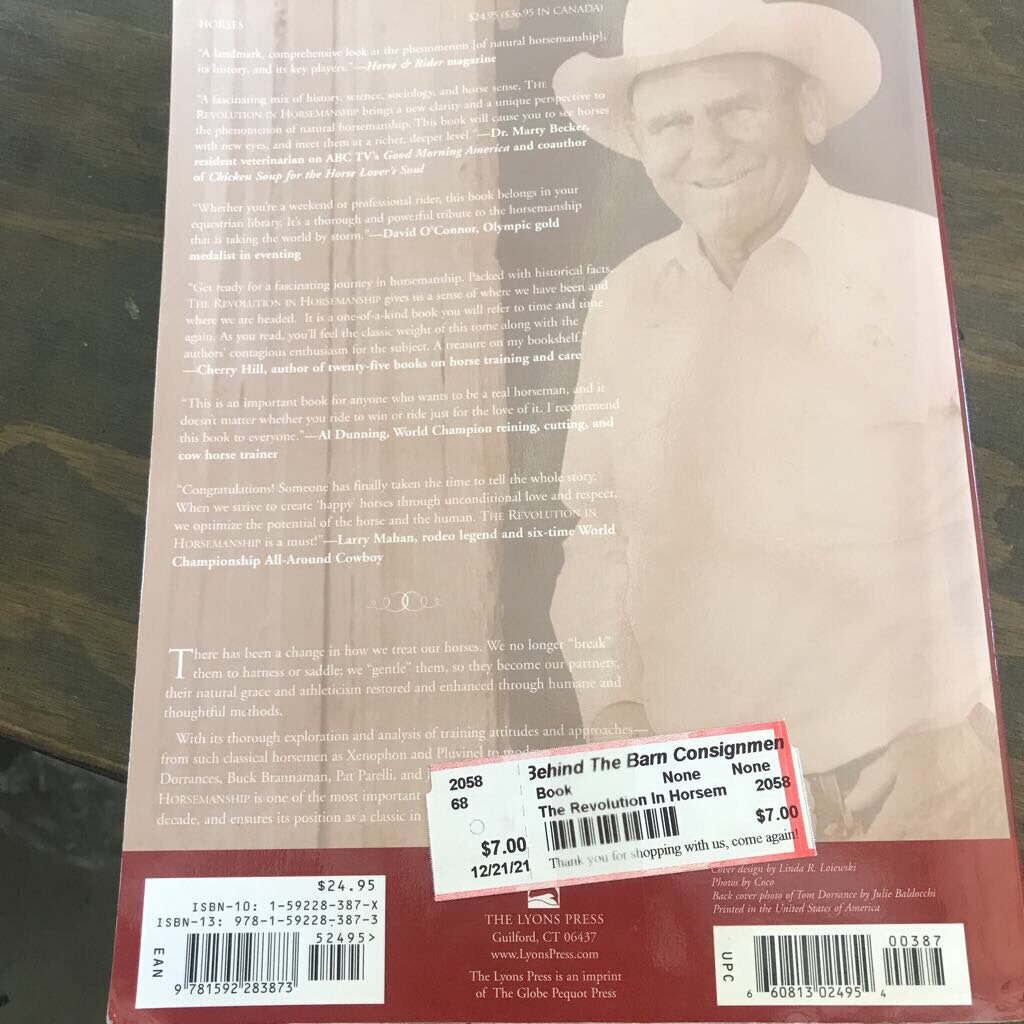 HORSES
$24.95 ($36.95 IN CANADA)
"A landmark, comprehensive look at the phenomenon [of natural horsemanship],
its history, and its key players."—Horse & Rider magazine
"A fascinating mix of history, science, sociology, and horse sense, THE
REVOLUTION IN HORSEMANSHIP brings a new clarity and a unique perspective to
the phenomenon of natural horsemanship. This book will cause you to see horses
with new eyes, and meet them at a richer, deeper level."—Dr. Marty Becker,
resident veterinarian on ABC TV's Good Morning America and coauthor
of Chicken Soup for the Horse Lover's Soul
"Whether you're a weekend or professional rider, this book belongs in your
equestrian library. It's a thorough and powerful tribute to the horsemanship
that is taking the world by storm."—David O'Connor, Olympic gold
medalist in eventing
"Get ready for a fascinating journey in horsemanship. Packed with historical facts,
THE REVOLUTION IN HORSEMANSHIP gives us a sense of where we have been and
where we are headed. It is a one-of-a-kind book you will refer to time and time
again. As you read, you'll feel the classic weight of this tome along with the
authors' contagious enthusiasm for the subject. A treasure on my bookshelf."
—Cherry Hill, author of twenty-five books on horse training and care
"This is an important book for anyone who wants to be a real horseman, and it
doesn't matter whether you ride to win or ride just for the love of it. I recommend
this book to everyone."—Al Dunning, World Champion reining, cutting, and
cow horse trainer
"Congratulations! Someone has finally taken the time to tell the whole story.
When we strive to create 'happy' horses through unconditional love and respect,
we optimize the potential of the horse and the human. THE REVOLUTION IN
HORSEMANSHIP is a must!"—Larry Mahan, rodeo legend and six-time World
Championship All-Around Cowboy
There has been a change in how we treat our horses. We no longer "break"
them to harness or saddle; we "gentle" them, so they become our partners,
their natural grace and athleticism restored and enhanced through humane and
thoughtful methods.
With its thorough exploration and analysis of training attitudes and approaches—
from such classical horsemen as Xenophon and Pluvinel to modern
Dorrances, Buck Brannaman, Pat Parelli, and
HORSEMANSHIP is one of the most important
decade, and ensures its position as a classic in
2058
68
$7.00
12/21/21
Behind The Barn Consignmen
Book None None
The Revolution In Horsem 2058
$7.00
Thank you for shopping with us, come again!
$24.95
ISBN-10: 1-59228-387-X
ISBN-13: 978-1-59228-387-3
52495>
EAN
9 781592 283873
THE LYONS PRESS
Guilford, CT 06437
www.LyonsPress.com
The Lyons Press is an imprint
of The Globe Pequot Press
Cover design by Linda R. Loiewski
Photos by Coco
Back cover photo of Tom Dorrance by Julie Baldocchi
Printed in the United States of America
00387
UPC
6 60813 02495 4